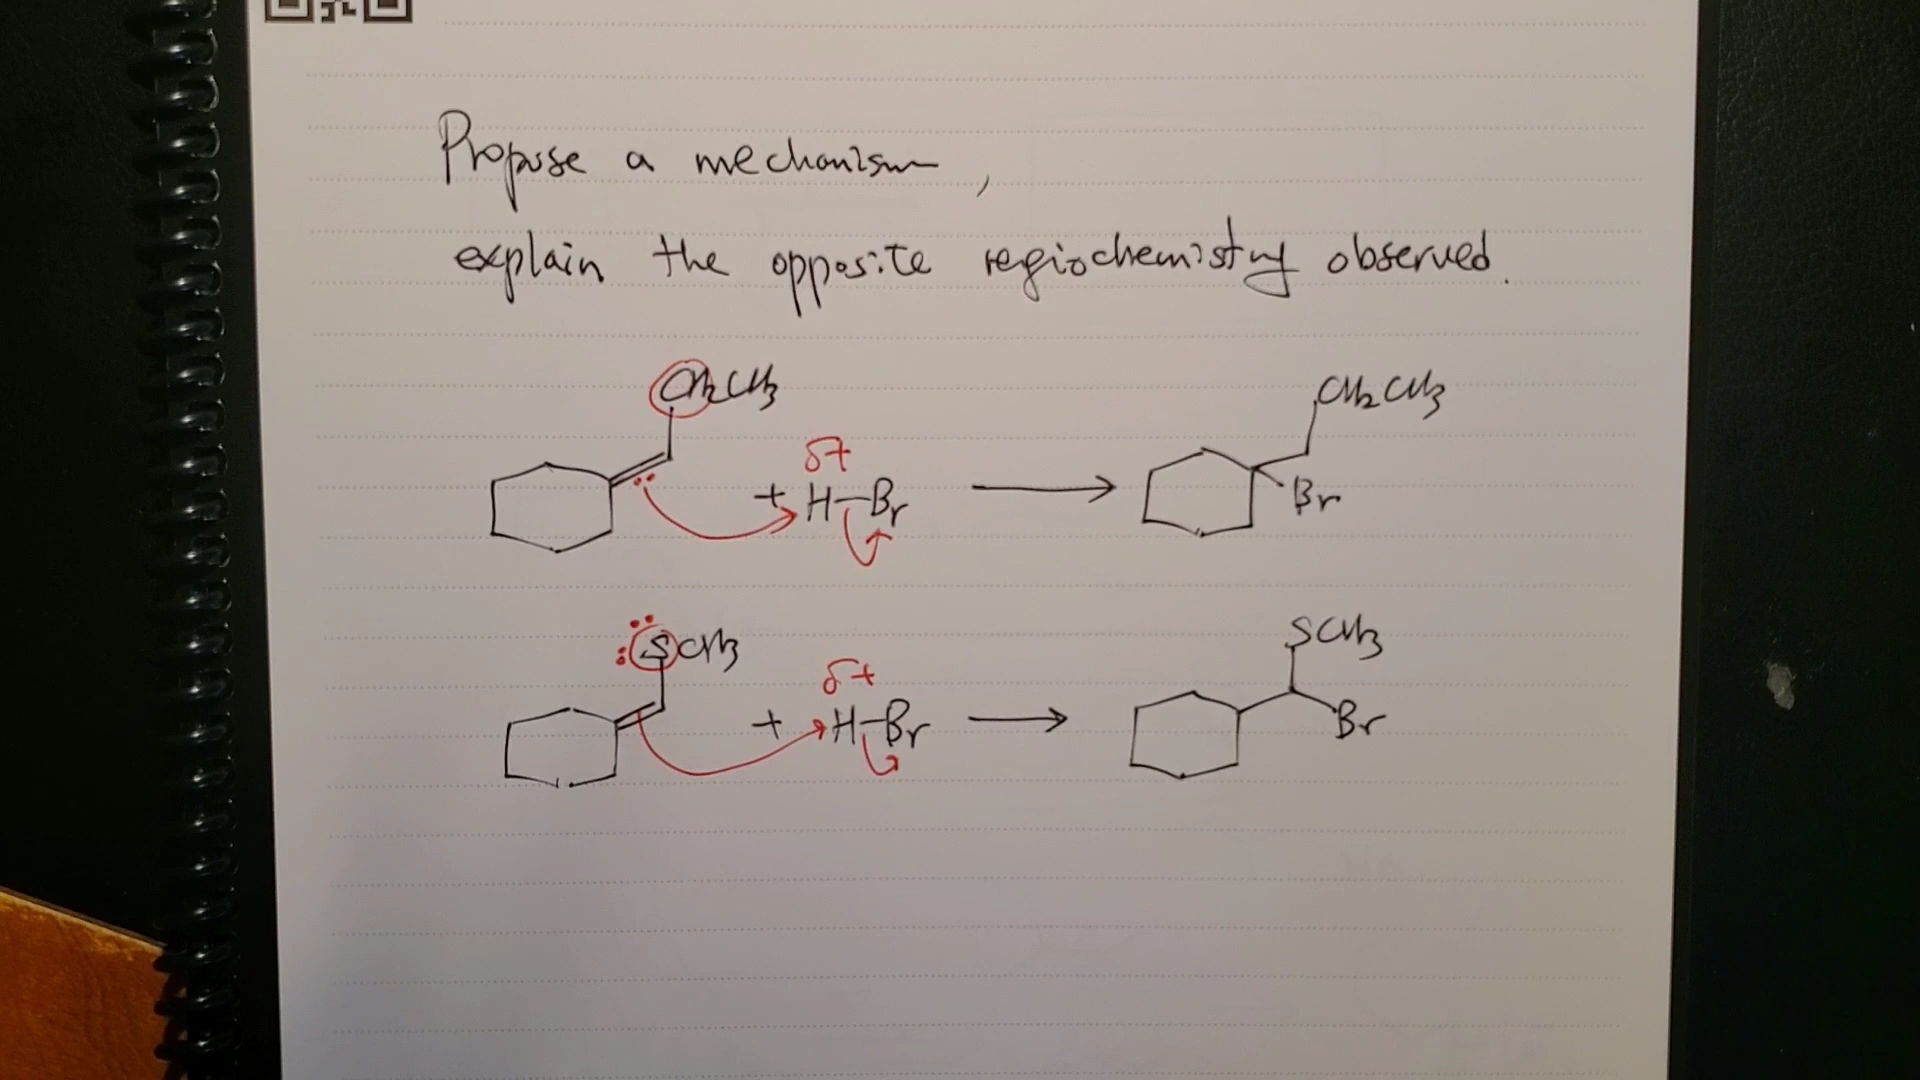 Propose a mechanism,
explain the opposite regiochemistry observed.
CH2CH3
δ+
+ H-Br
CH2CH3
Br
SCH3
δ+
+ H-Br
SCH3
Br